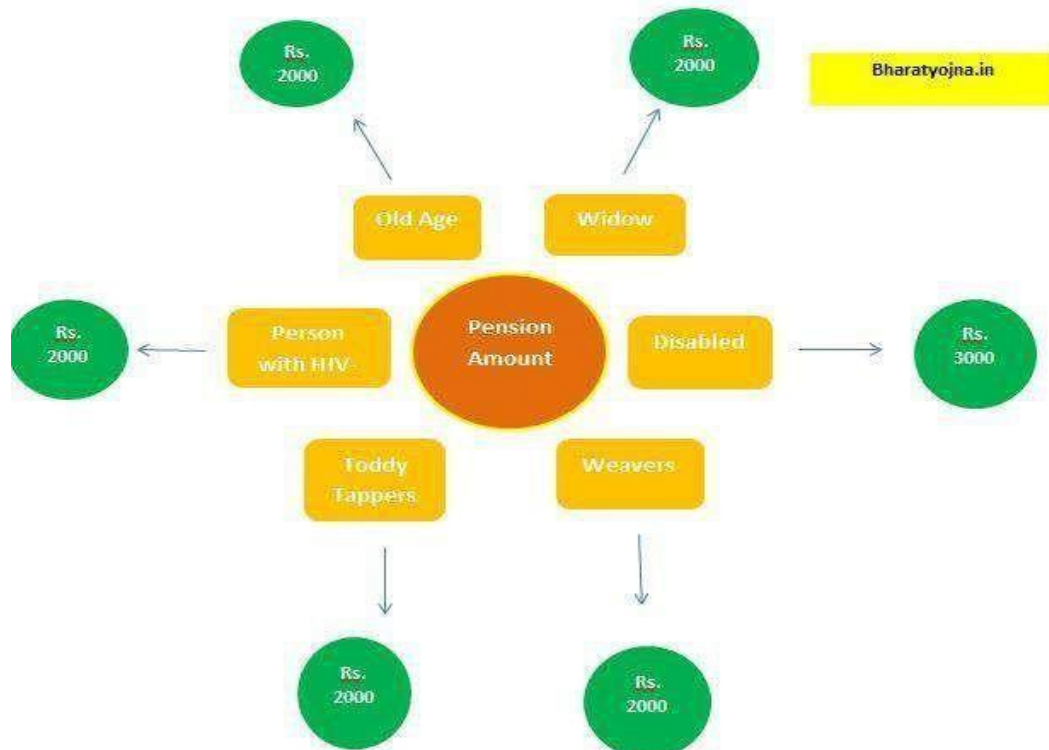 Rs.
2000
Rs.
2000
Bharatyojna.in
Old Age
Widow
Rs.
2000
Person
with HIV-
Pension
Amount
Disabled
Rs.
3000
Toddy
Tappers
Weavers
Rs.
2000
Rs.
2000